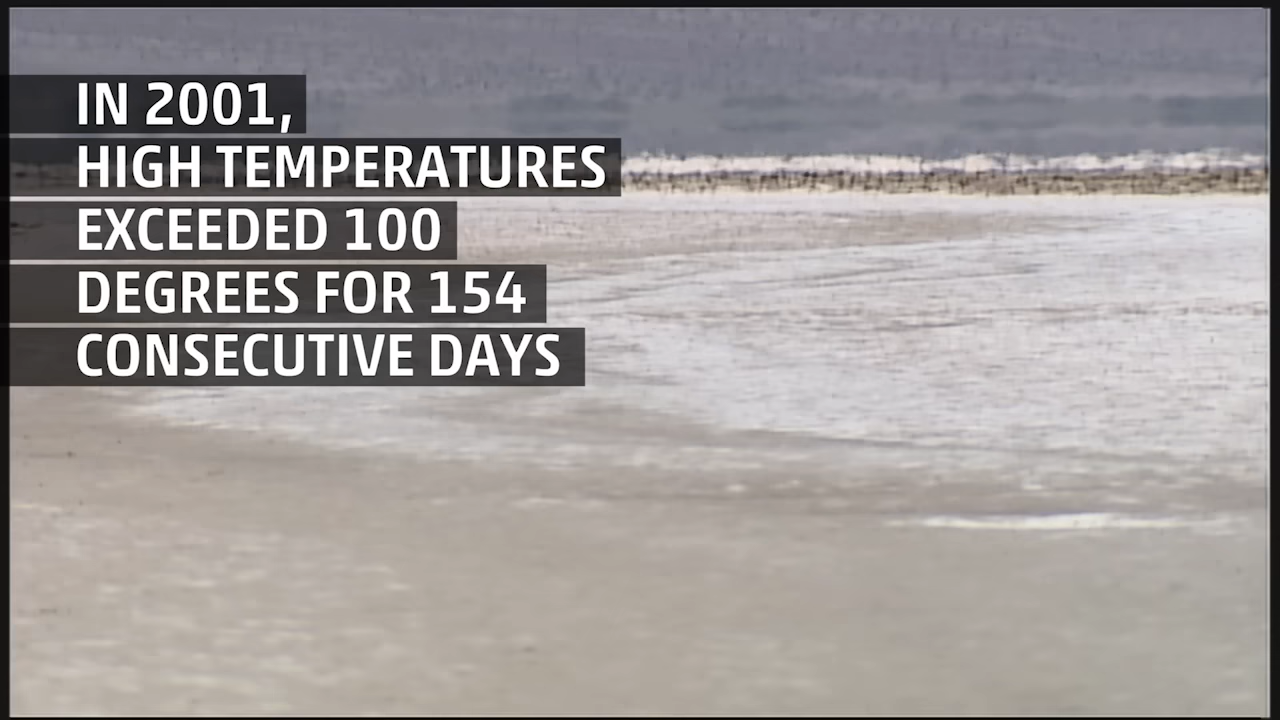 IN 2001,
HIGH TEMPERATURES
EXCEEDED 100
DEGREES FOR 154
CONSECUTIVE DAYS